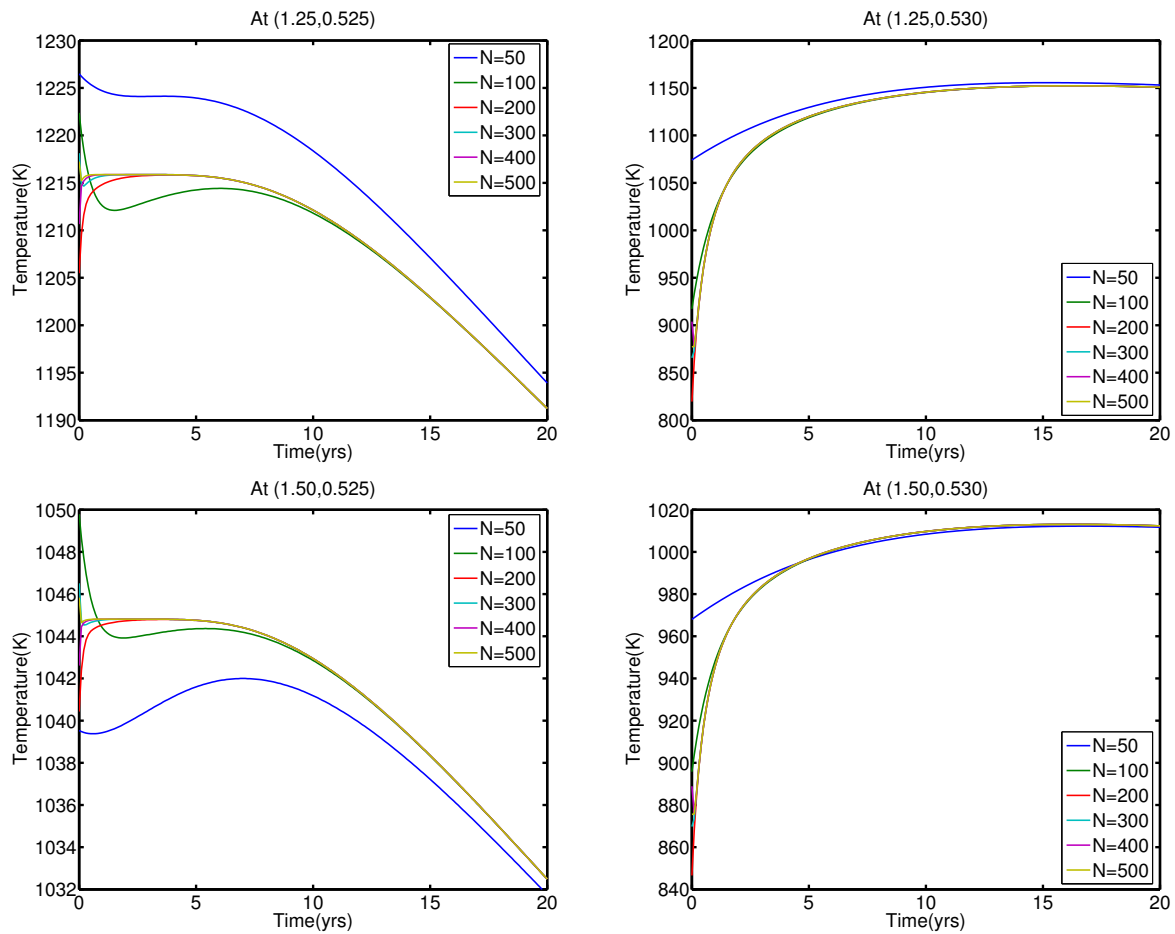 At (1.25,0.525)
1230
1225
1220
1215
1210
1205
1200
1195
1190
Temperature(K)
0
5
10
15
20
Time(yrs)
N=50
N=100
N=200
N=300
N=400
N=500
At (1.25,0.530)
1200
1150
1100
1050
1000
950
900
850
800
Temperature(K)
0
5
10
15
20
Time(yrs)
N=50
N=100
N=200
N=300
N=400
N=500
At (1.50,0.525)
1050
1048
1046
1044
1042
1040
1038
1036
1034
1032
Temperature(K)
0
5
10
15
20
Time(yrs)
N=50
N=100
N=200
N=300
N=400
N=500
At (1.50,0.530)
1020
1000
980
960
940
920
900
880
860
840
Temperature(K)
0
5
10
15
20
Time(yrs)
N=50
N=100
N=200
N=300
N=400
N=500